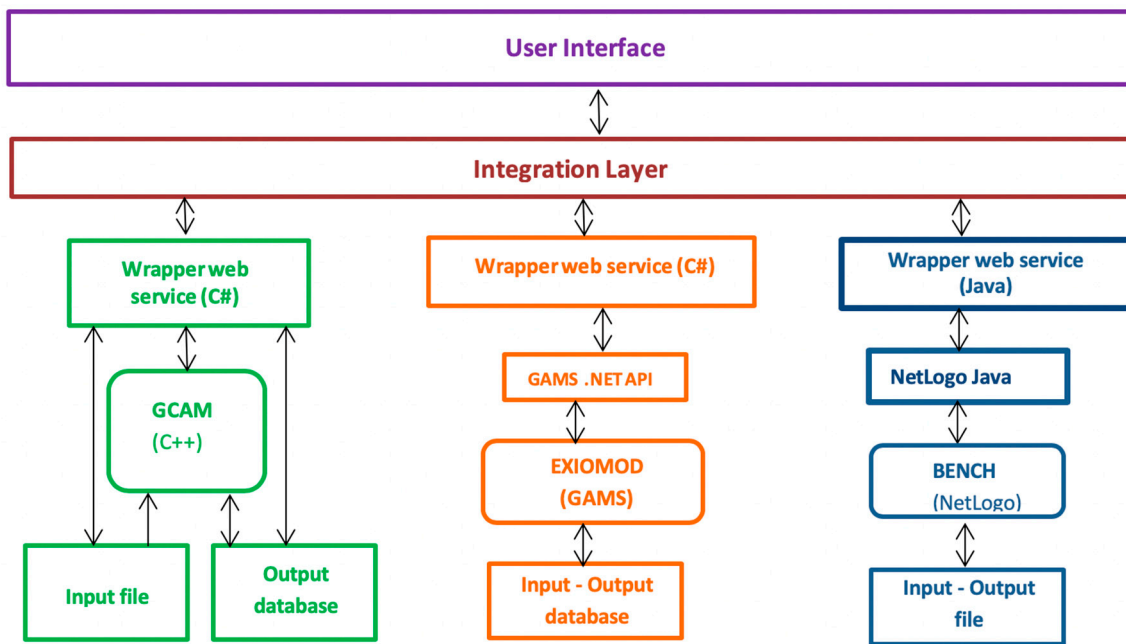 User Interface
Integration Layer
Wrapper web
service (C#)
Wrapper web service (C#)
Wrapper web service
(Java)
GAMS .NET API
NetLogo Java
GCAM
(C++)
EXIOMOD
(GAMS)
BENCH
(NetLogo)
Input file
Output
database
Input - Output
database
Input - Output
file